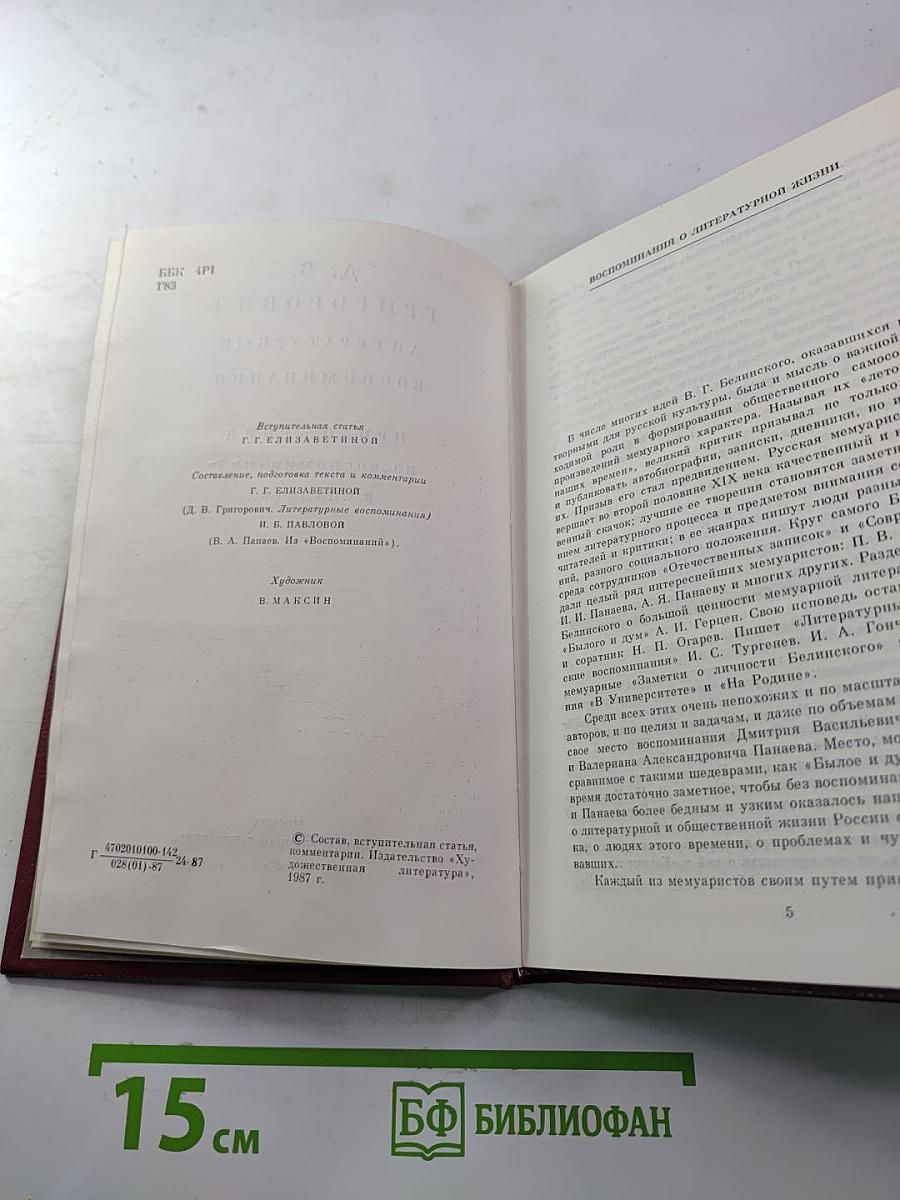 ББК 4Р1
Г83
Вступительная статья
Г. Г. ЕЛИЗАВЕТИНОЙ
Составление, подготовка текста и комментарии
Г. Г. ЕЛИЗАВЕТИНОЙ
(Д. В. Григорович. Литературные воспоминания)
И. Б. ПАВЛОВОЙ
(В. А. Панаев. Из «Воспоминаний»).
Художник
В. МАКСИН
Г 4702010100-142
028(01)-87
24-87
© Состав, вступительная статья,
комментарии. Издательство «Ху-
дожественная литература»,
1987 г.
ВОСПОМИНАНИЯ О ЛИТЕРАТУРНОЙ ЖИЗНИ
В числе многих идей В. Г. Белинского, оказавшихся
творными для русской культуры, была и мысль о важной
ходимой роли в формировании общественного самосо
произведений мемуарного характера. Называя их «лето
наших времен», великий критик призывал не только
и публиковать автобиографии, записки, дневники, но и
их. Призыв его стал предвидением. Русская мемуарис
вершает во второй половине XIX века качественный и
венный скачок; лучшие ее творения становятся замет
нием литературного процесса и предметом внимания со
читателей и критики; в ее жанрах пишут люди разны
ний, разного социального положения. Круг самого Б
среда сотрудников «Отечественных записок» и «Совр
дали целый ряд интереснейших мемуаристов: П. В.
И. И. Панаева, А. Я. Панаеву и многих других. Разде
Белинского о большой ценности мемуарной литера
«Былого и дум» А. И. Герцен. Свою исповедь оста
и соратник Н. П. Огарев. Пишет «Литературны
ские воспоминания» И. С. Тургенев. И. А. Гонч
мемуарные «Заметки о личности Белинского»
ния «В Университете» и «На Родине».
Среди всех этих очень непохожих и по масшта
авторов, и по целям и задачам, и даже по объемам
свое место воспоминания Дмитрия Васильевич
и Валериана Александровича Панаева. Место, мо
сравнимое с такими шедеврами, как «Былое и ду
время достаточно заметное, чтобы без воспомина
и Панаева более бедным и узким оказалось наш
о литературной и общественной жизни России
ка, о людях этого времени, о проблемах и чу
вавших.
Каждый из мемуаристов своим путем при
5
15 см
БФ БИБЛИОФАН